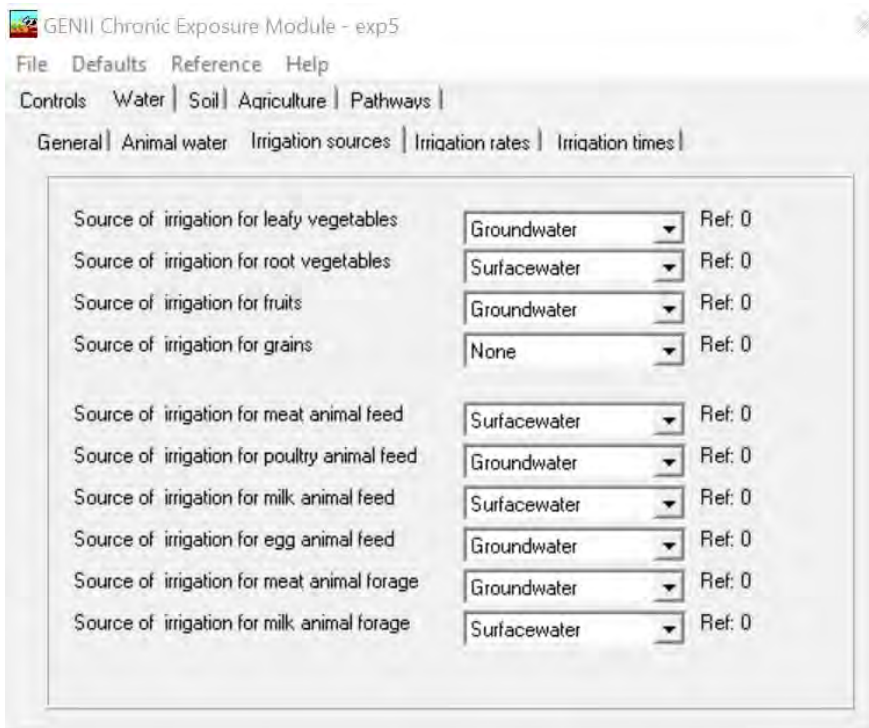 GENII Chronic Exposure Module - exp5
File Defaults Reference Help
Controls Water Soil Agriculture Pathways
General Animal water Irrigation sources Irrigation rates Irrigation times
Source of irrigation for leafy vegetables Groundwater Ref: 0
Source of irrigation for root vegetables Surfacewater Ref: 0
Source of irrigation for fruits Groundwater Ref: 0
Source of irrigation for grains None Ref: 0
Source of irrigation for meat animal feed Surfacewater Ref: 0
Source of irrigation for poultry animal feed Groundwater Ref: 0
Source of irrigation for milk animal feed Surfacewater Ref: 0
Source of irrigation for egg animal feed Groundwater Ref: 0
Source of irrigation for meat animal forage Groundwater Ref: 0
Source of irrigation for milk animal forage Surfacewater Ref: 0